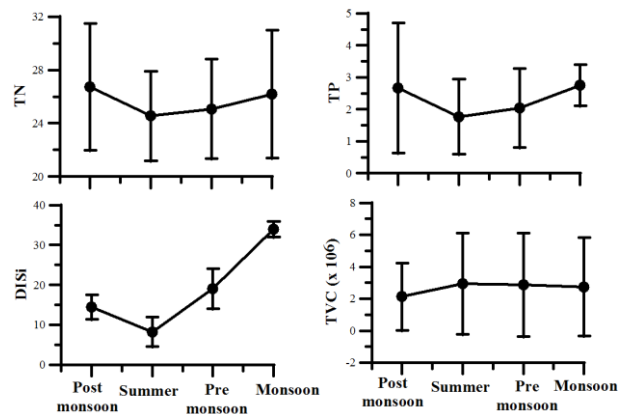 TN
32
28
24
20
TP
5
4
3
2
1
0
DISi
40
30
20
10
0
Post
monsoon
Summer
Pre
monsoon
Monsoon
TVC (x 106)
8
6
4
2
0
-2
Post
monsoon
Summer
Pre
monsoon
Monsoon